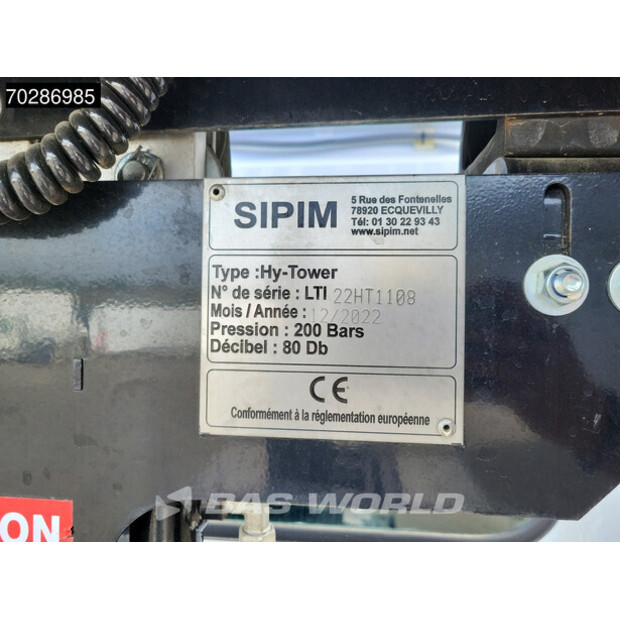 70286985
SIPIM
5 Rue des Fontenelles
78920 ECQUEVILLY
Tél: 01 30 22 93 43
www.sipim.net
Type :Hy-Tower
N° de série : LTI 22HT1108
Mois / Année : 12/2022
Pression : 200 Bars
Décibel : 80 Db
CE
Conformément à la réglementation européenne
BAS WORLD
ON